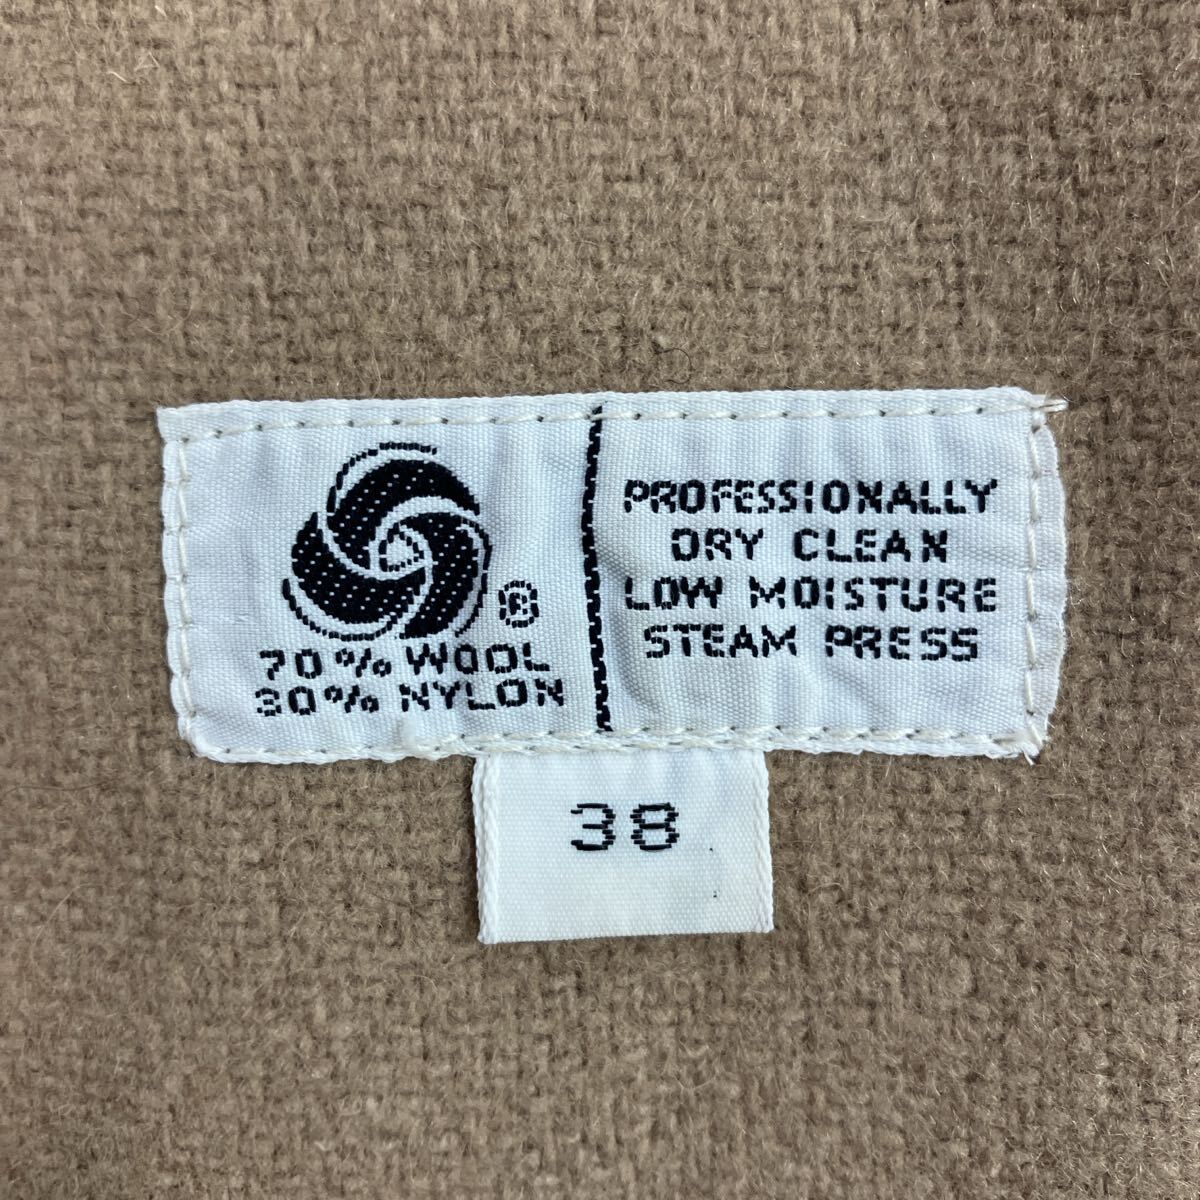 ®
70% WOOL
30% NYLON
PROFESSIONALLY
DRY CLEAN
LOW MOISTURE
STEAM PRESS
38